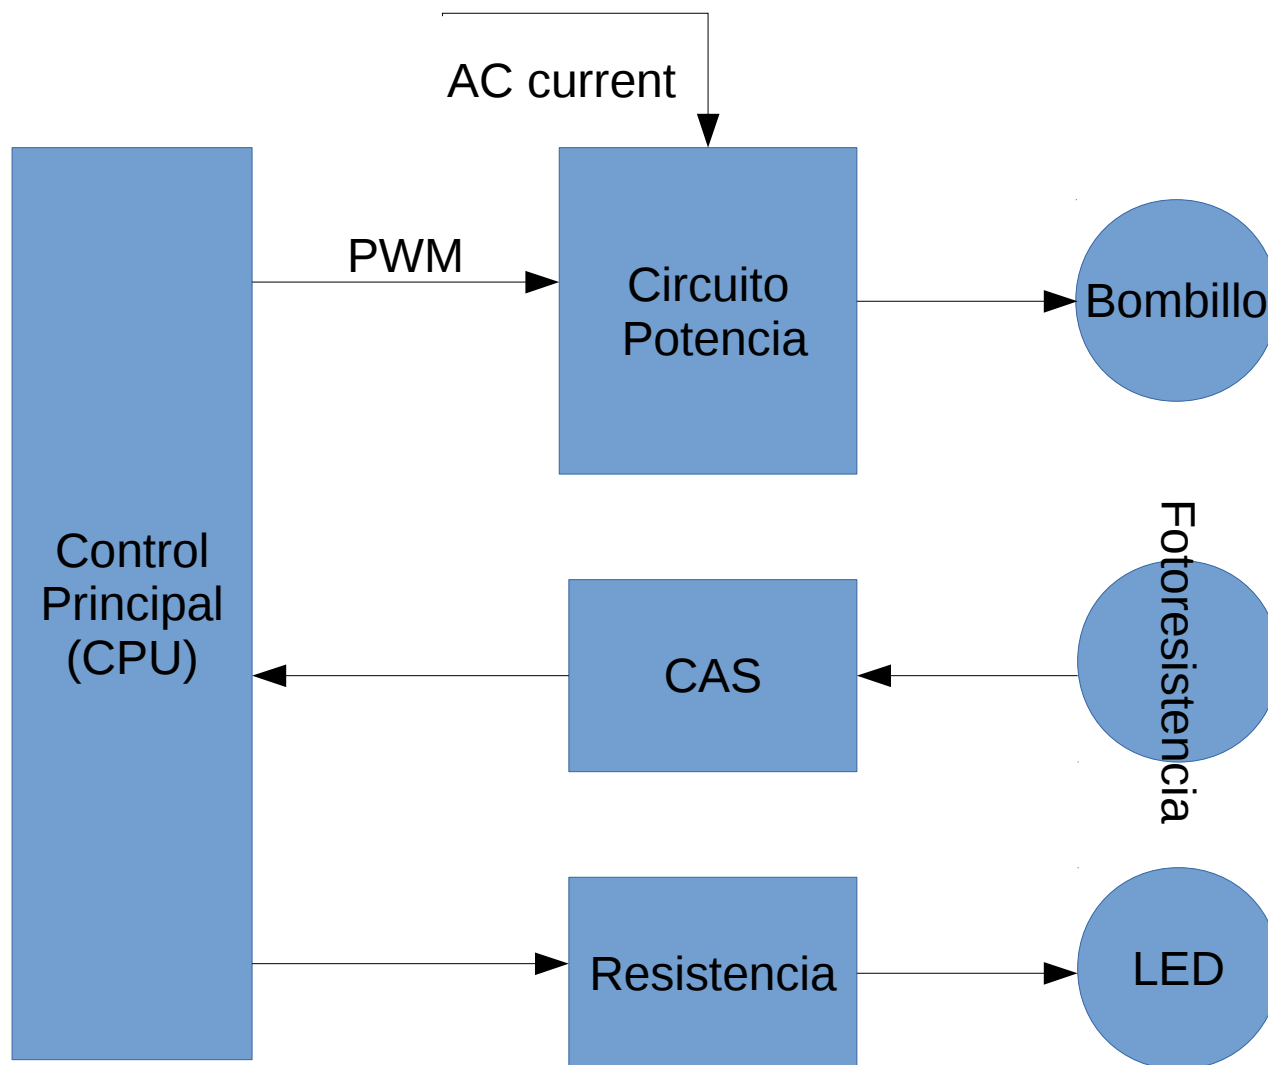 AC current
PWM
Circuito
Potencia
Bombillo
Control
Principal
(CPU)
CAS
Fotoresistencia
Resistencia
LED